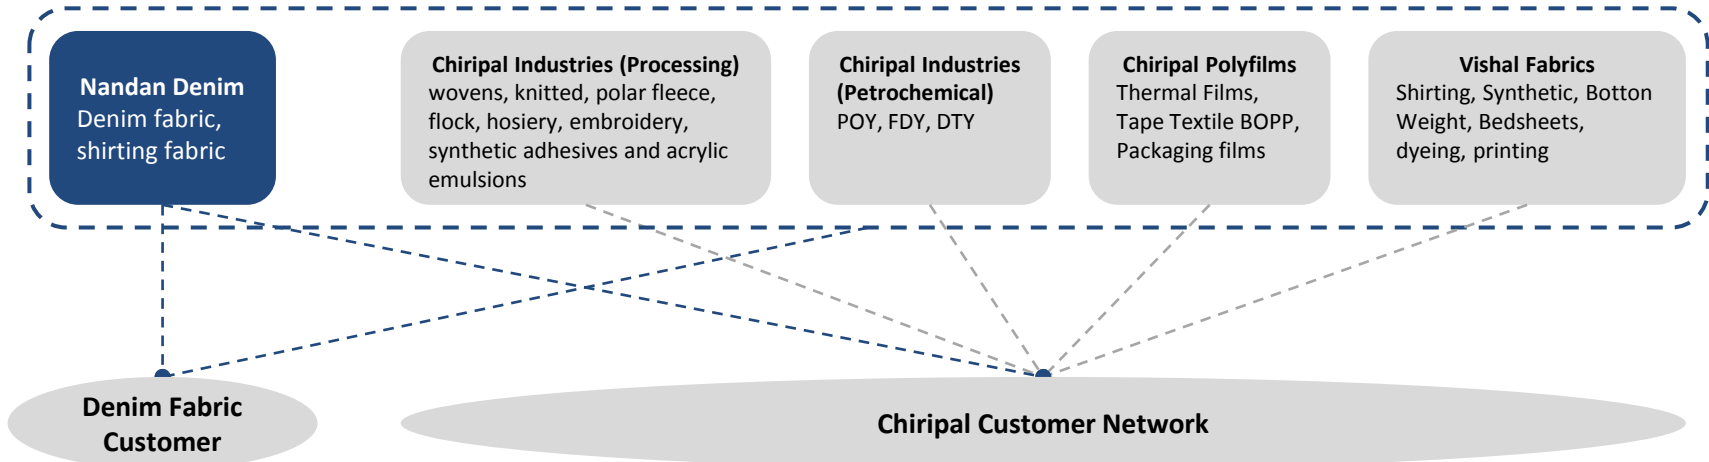 Nandan Denim
Denim fabric,
shirting fabric
Chiripal Industries (Processing)
wovens, knitted, polar fleece,
flock, hosiery, embroidery,
synthetic adhesives and acrylic
emulsions
Chiripal Industries
(Petrochemical)
POY, FDY, DTY
Chiripal Polyfilms
Thermal Films,
Tape Textile BOPP,
Packaging films
Vishal Fabrics
Shirting, Synthetic, Botton
Weight, Bedsheets,
dyeing, printing
Denim Fabric
Customer
Chiripal Customer Network